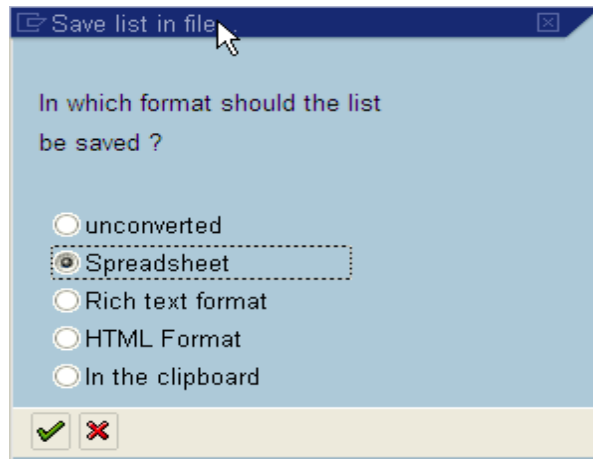 Save list in file...
In which format should the list
be saved ?
unconverted
Spreadsheet
Rich text format
HTML Format
In the clipboard